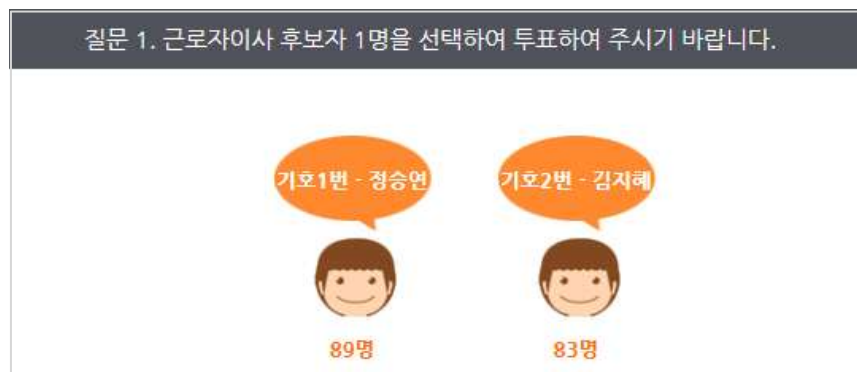 질문 1. 근로자이사 후보자 1명을 선택하여 투표하여 주시기 바랍니다.
기호1번 - 정승연
기호2번 - 김지혜
89명
83명